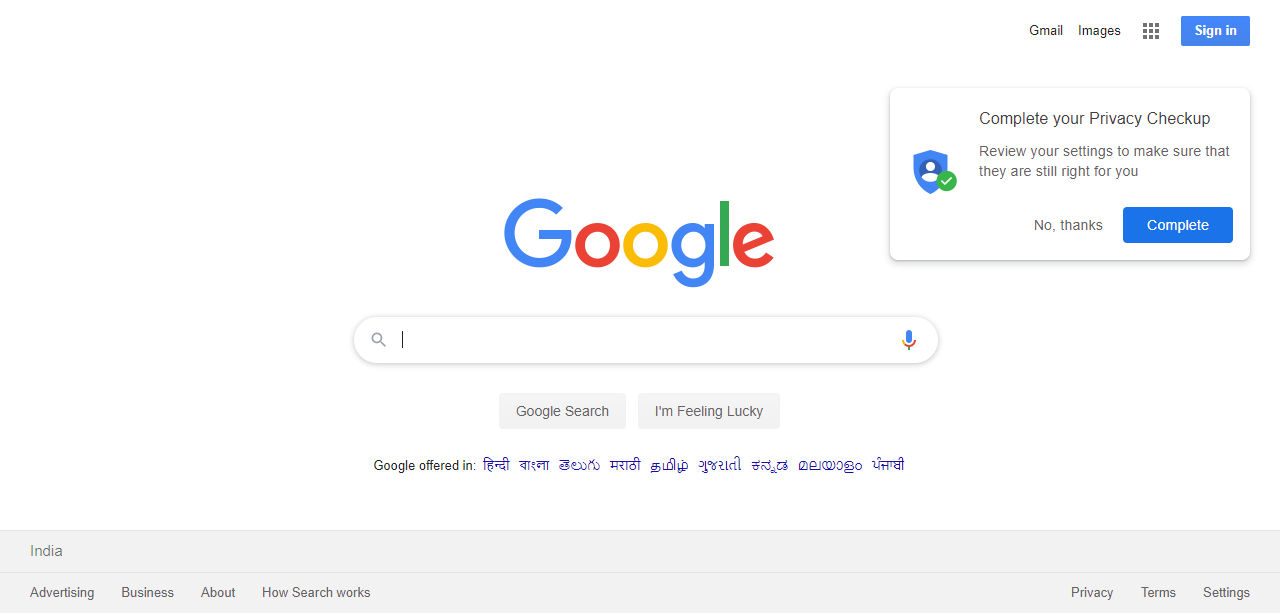 Gmail Images Sign in
Complete your Privacy Checkup
Review your settings to make sure that
they are still right for you
No, thanks Complete
Google
Google Search I'm Feeling Lucky
Google offered in: हिन्दी বাংলা తెలుగు मराठी தமிழ் ગુજરાતી ಕನ್ನಡ മലയാളം ਪੰਜਾਬੀ
India
Advertising Business About How Search works Privacy Terms Settings